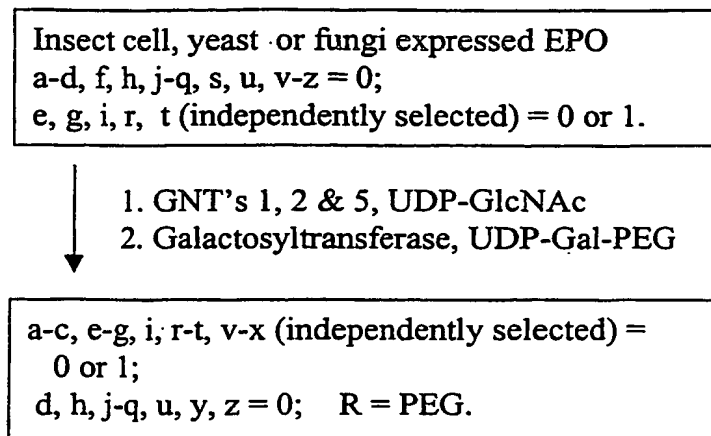 Insect cell, yeast or fungi expressed EPO
a-d, f, h, j-q, s, u, v-z = 0;
e, g, i, r, t (independently selected) = 0 or 1.
1. GNT's 1, 2 & 5, UDP-GlcNAc
2. Galactosyltransferase, UDP-Gal-PEG
a-c, e-g, i, r-t, v-x (independently selected) =
0 or 1;
d, h, j-q, u, y, z = 0; R = PEG.